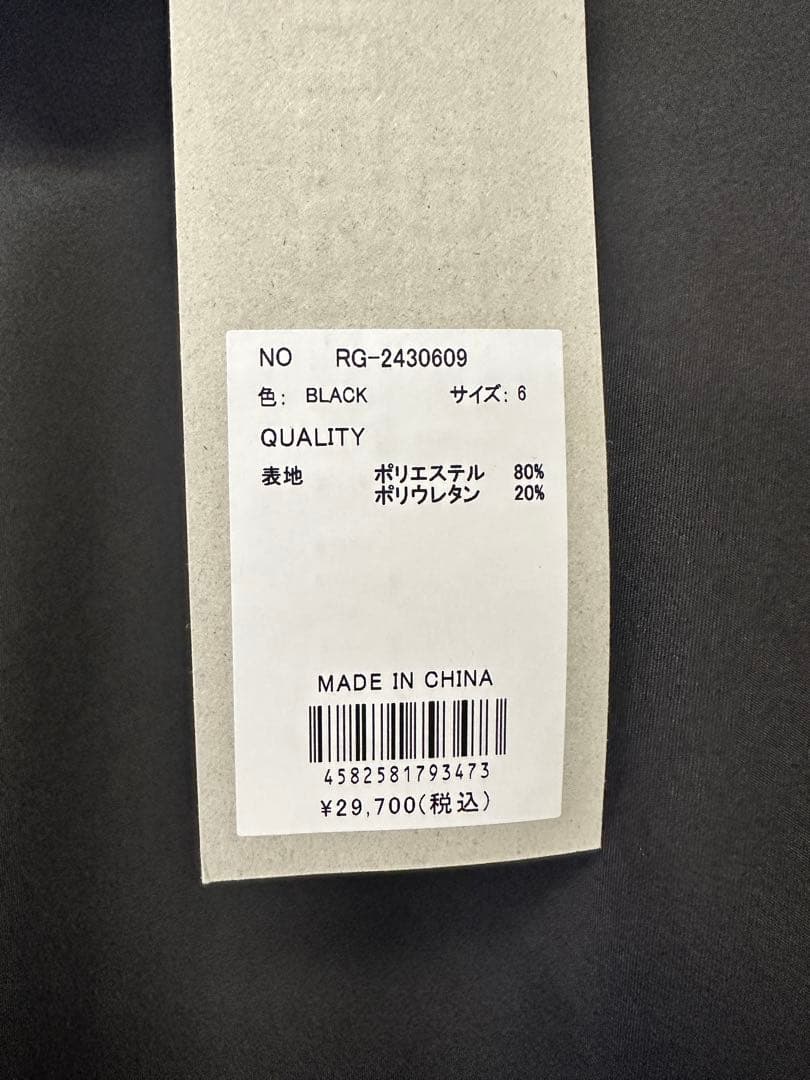 NO RG-2430609
色: BLACK サイズ: 6
QUALITY
表地 ポリエステル 80%
ポリウレタン 20%
MADE IN CHINA
4582581793473
¥29,700(税込)